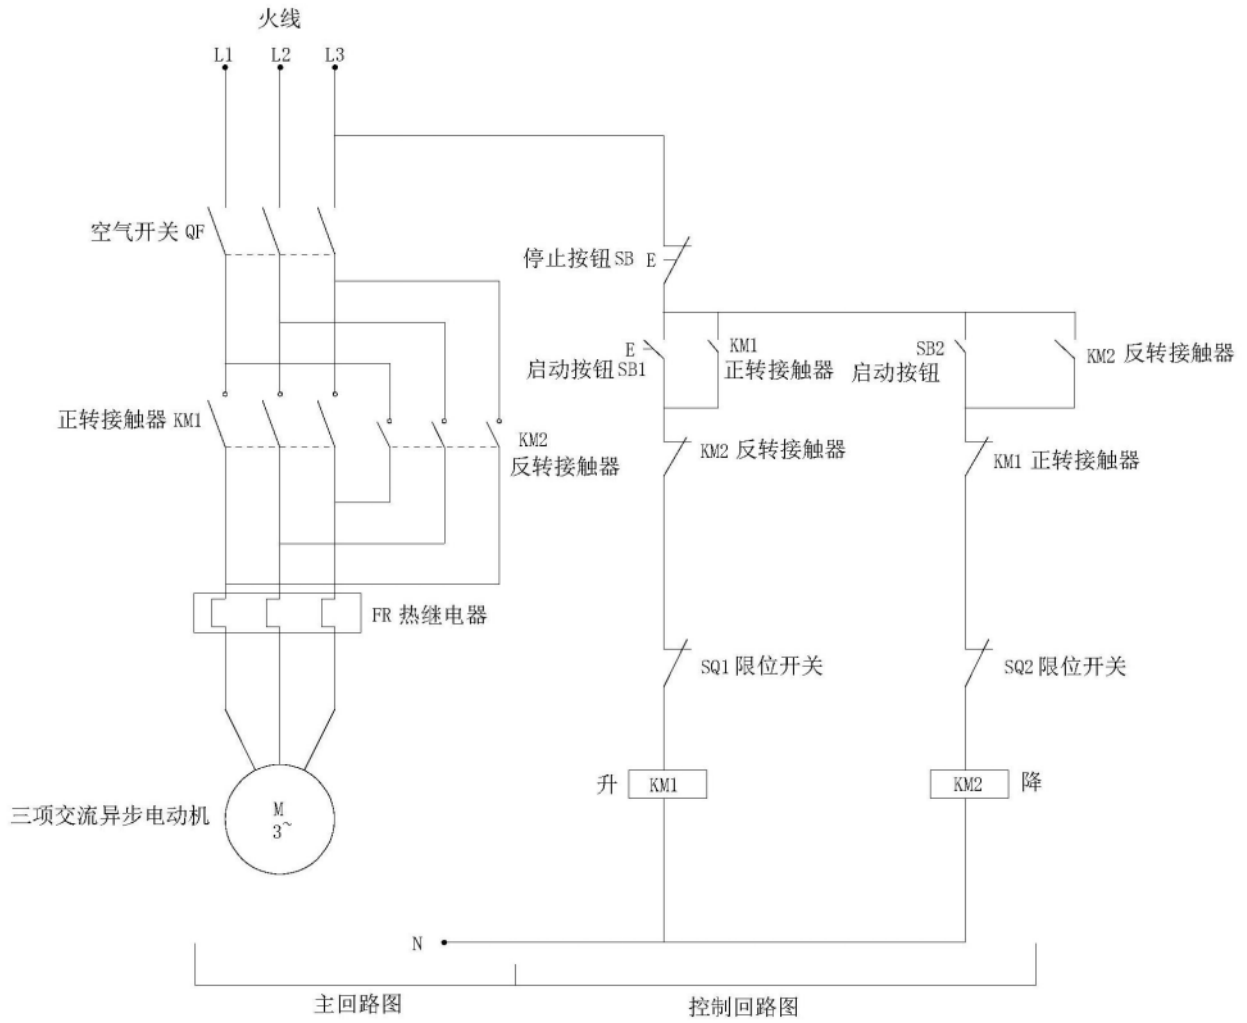 火线
L1 L2 L3
空气开关 QF
停止按钮 SB E
E
启动按钮 SB1
KM1
正转接触器
SB2
启动按钮
KM2 反转接触器
正转接触器 KM1
KM2
反转接触器
KM2 反转接触器
KM1 正转接触器
FR 热继电器
SQ1 限位开关
SQ2 限位开关
升 KM1
KM2 降
三项交流异步电动机
M
3~
N
主回路图
控制回路图